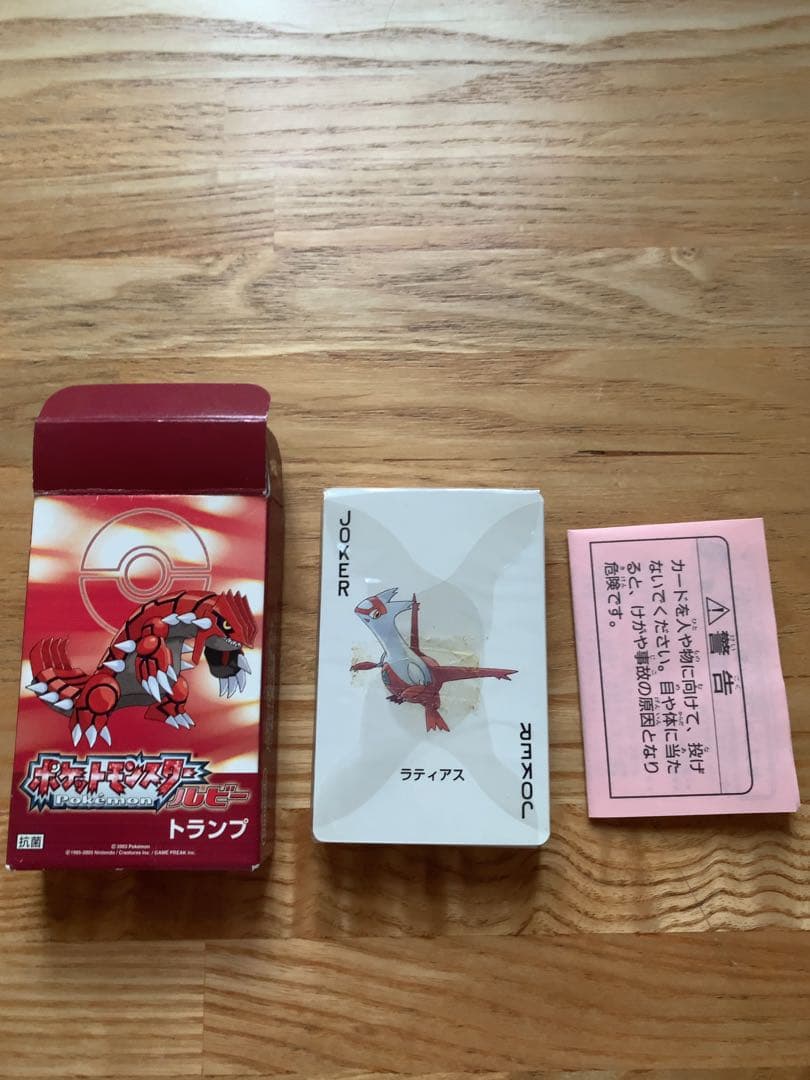 ポケットモンスター
Pokémon
ルビー
トランプ
抗菌
©2003 Pokémon
©1995-2003 Nintendo / Creatures inc. / GAME FREAK inc.
JOKER
ラティアス
JOKER
警告
けい こく
カードを人や物に向けて、投げ
ないでください。目や体に当た
ると、けがや事故の原因となり
危険です。